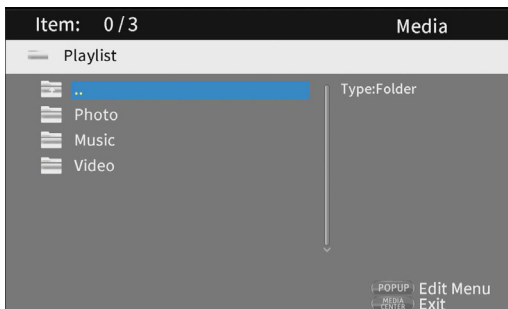 Item: 0/3 Media
Playlist
..
Type:Folder
Photo
Music
Video
POPUP Edit Menu
MEDIA CENTER Exit